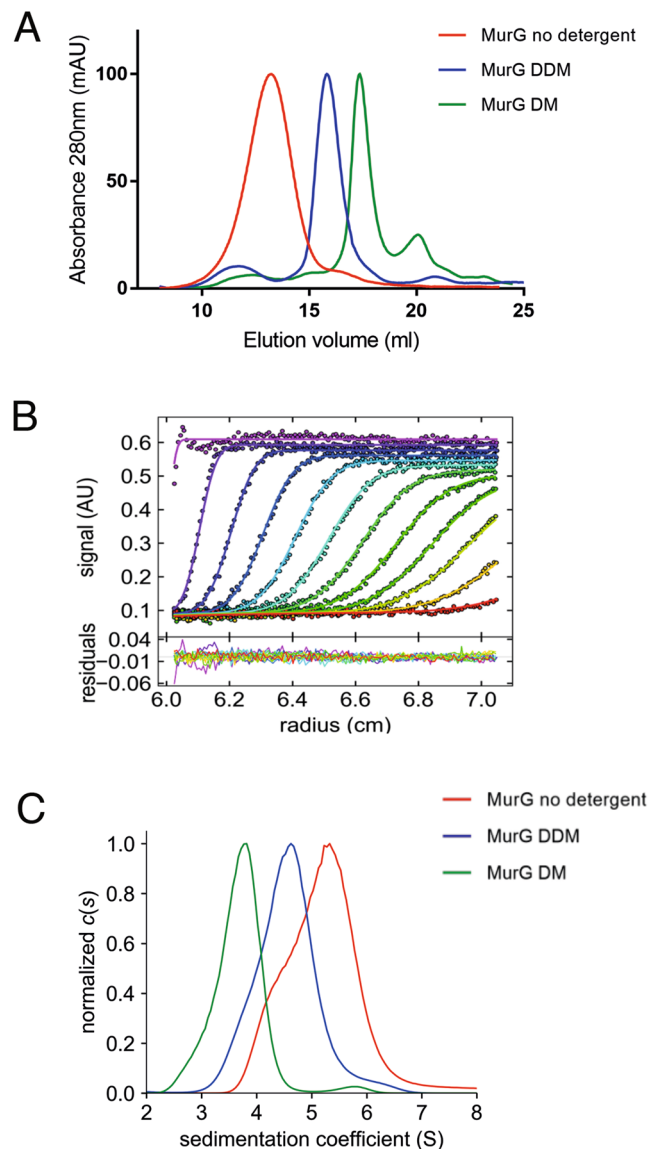 A
MurG no detergent
MurG DDM
MurG DM
Absorbance 280nm (mAU)
100
50
0
10 15 20 25
Elution volume (ml)
B
signal (AU)
0.6
0.5
0.4
0.3
0.2
0.1
residuals
0.04
−0.01
−0.06
6.0 6.2 6.4 6.6 6.8 7.0
radius (cm)
C
MurG no detergent
MurG DDM
MurG DM
normalized c(s)
1.0
0.8
0.6
0.4
0.2
0.0
2 3 4 5 6 7 8
sedimentation coefficient (S)